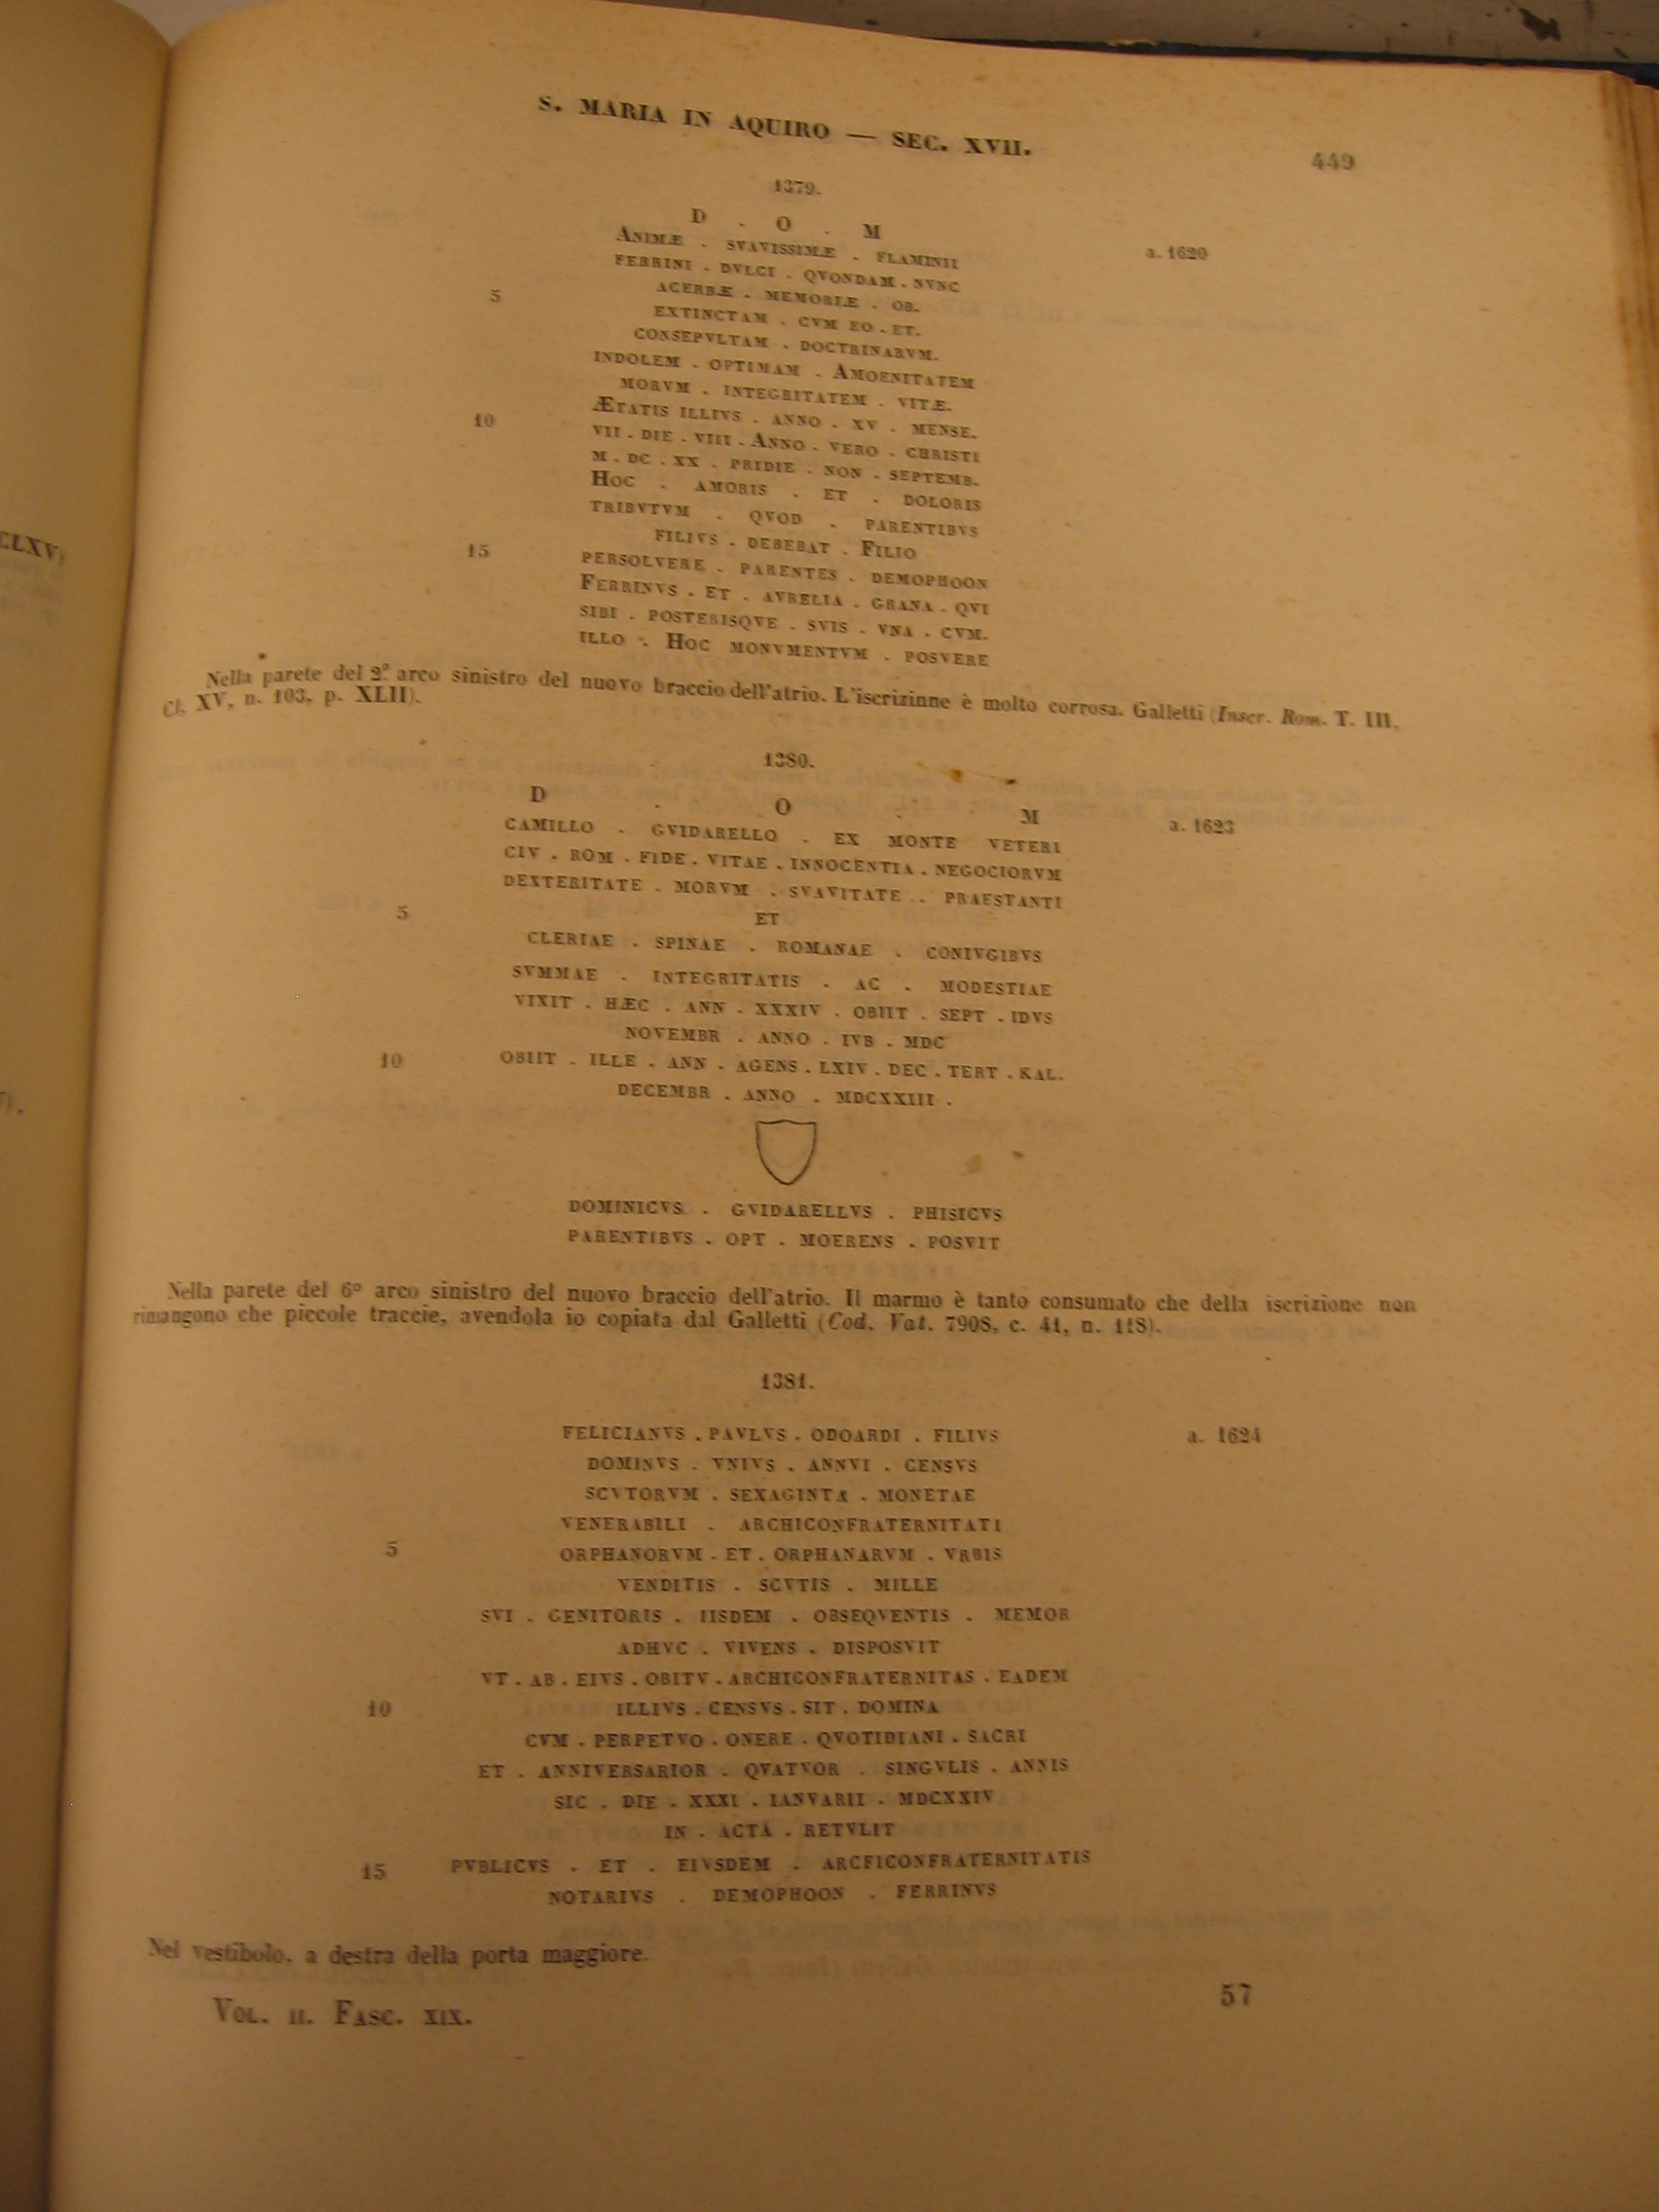 S. MARIA IN AQUIRO — SEC. XVII.
449
1379.
D . O . M
a. 1620
ANIMÆ . SVAVISSIMÆ . FLAMINII
FERRINI . DVLCI . QVONDAM . NVNC
ACERBÆ . MEMORIÆ . OB.
5 EXTINCTAM . CVM EO . ET.
CONSEPVLTAM . DOCTRINARVM.
INDOLEM . OPTIMAM . AMOENITATEM
MORVM . INTEGRITATEM . VITÆ.
ÆTATIS ILLIVS . ANNO . XV . MENSE.
10 VII . DIE . VIII . ANNO . VERO . CHRISTI
M . DC . XX . PRIDIE . NON . SEPTEMB.
HOC . AMORIS . ET . DOLORIS
TRIBVTVM . QVOD . PARENTIBVS
FILIVS . DEBEBAT . FILIO
15 PERSOLVERE . PARENTES . DEMOPHOON
FERRINVS . ET . AVRELIA . GRANA . QVI
SIBI . POSTERISQVE . SVIS . VNA . CVM.
ILLO . HOC MONVMENTVM . POSVERE
Nella parete del 2º arco sinistro del nuovo braccio dell'atrio. L'iscrizinne è molto corrosa. Galletti (Inscr. Rom. T. III,
Cl. XV, n. 103, p. XLII).
1380.
D . O . M
a. 1623
CAMILLO . GVIDARELLO . EX MONTE VETERI
CIV . ROM . FIDE . VITAE . INNOCENTIA . NEGOCIORVM
DEXTERITATE . MORVM . SVAVITATE . . PRAESTANTI
5 ET
CLERIAE . SPINAE . ROMANAE . CONIVGIBVS
SVMMAE . INTEGRITATIS . AC . MODESTIAE
VIXIT . HÆC . ANN . XXXIV . OBIIT . SEPT . IDVS
NOVEMBR . ANNO . IVB . MDC
10 OBIIT . ILLE . ANN . AGENS . LXIV . DEC . TERT . KAL.
DECEMBR . ANNO . MDCXXIII .
DOMINICVS . GVIDARELLVS . PHISICVS
PARENTIBVS . OPT . MOERENS . POSVIT
Nella parete del 6º arco sinistro del nuovo braccio dell'atrio. Il marmo è tanto consumato che della iscrizione non
rimangono che piccole traccie, avendola io copiata dal Galletti (Cod. Vat. 7908, c. 41, n. 118).
1381.
FELICIANVS . PAVLVS . ODOARDI . FILIVS
a. 1624
DOMINVS . VNIVS . ANNVI . CENSVS
SCVTORVM . SEXAGINTA . MONETAE
VENERABILI . ARCHICONFRATERNITATI
5 ORPHANORVM . ET . ORPHANARVM . VRBIS
VENDITIS . SCVTIS . MILLE
SVI . GENITORIS . IISDEM . OBSEQVENTIS . MEMOR
ADHVC . VIVENS . DISPOSVIT
VT . AB . EIVS . OBITV . ARCHICONFRATERNITAS . EADEM
10 ILLIVS . CENSVS . SIT . DOMINA
CVM . PERPETVO . ONERE . QVOTIDIANI . SACRI
ET . ANNIVERSARIOR . QVATVOR . SINGVLIS . ANNIS
SIC . DIE . XXXI . IANVARII . MDCXXIV
IN . ACTA . RETVLIT
15 PVBLICVS . ET . EIVSDEM . ARCFICONFRATERNITATIS
NOTARIVS . DEMOPHOON . FERRINVS
Nel vestibolo, a destra della porta maggiore.
VOL. II. FASC. XIX.
57
CLXV)